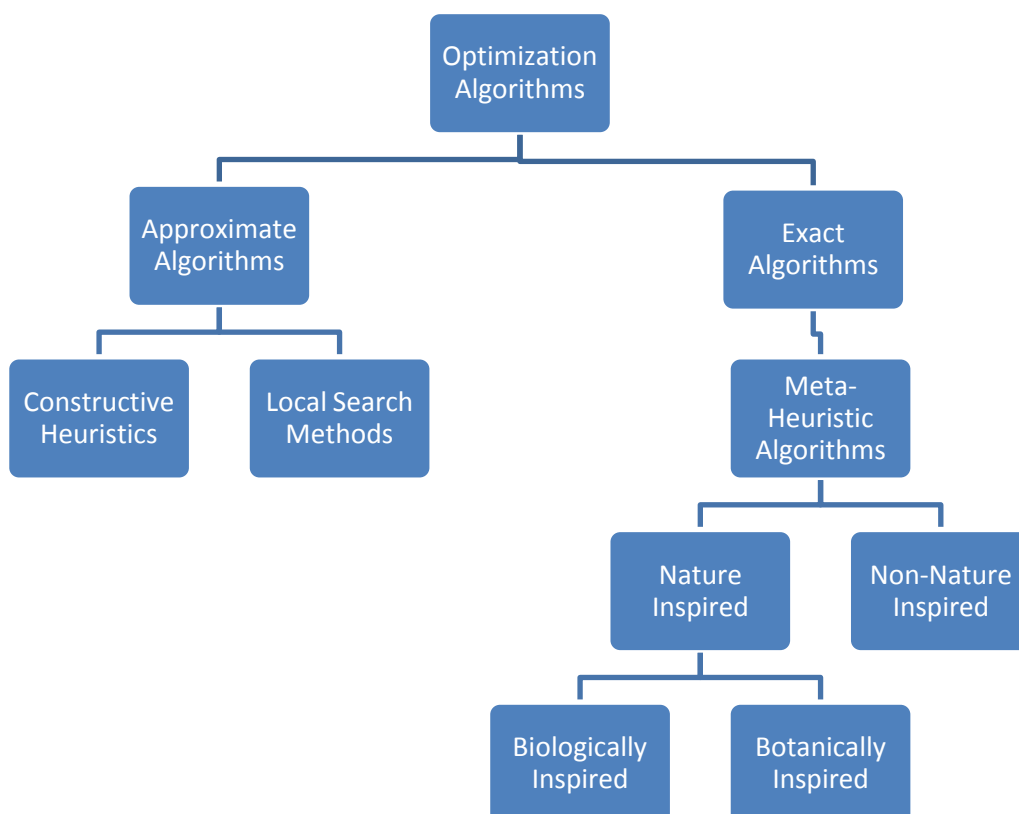 Optimization
Algorithms
Approximate
Algorithms
Exact
Algorithms
Constructive
Heuristics
Local Search
Methods
Meta-
Heuristic
Algorithms
Nature
Inspired
Non-Nature
Inspired
Biologically
Inspired
Botanically
Inspired